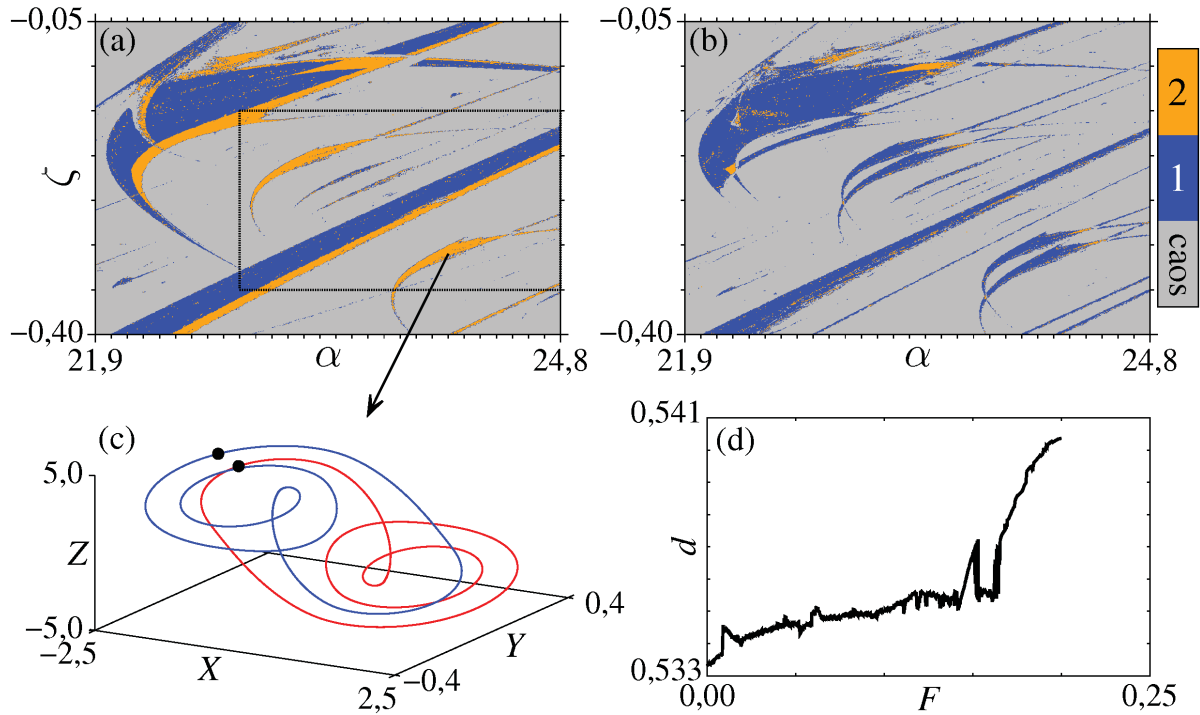 −0,05
(a)
ζ
−0,40
21,9
α
24,8
(b)
21,9
α
24,8
−0,05
−0,40
2
1
caos
(c)
5,0
Z
−5,0
−2,5
X
2,5
−0,4
Y
0,4
0,541
(d)
d
0,533
0,00
F
0,25